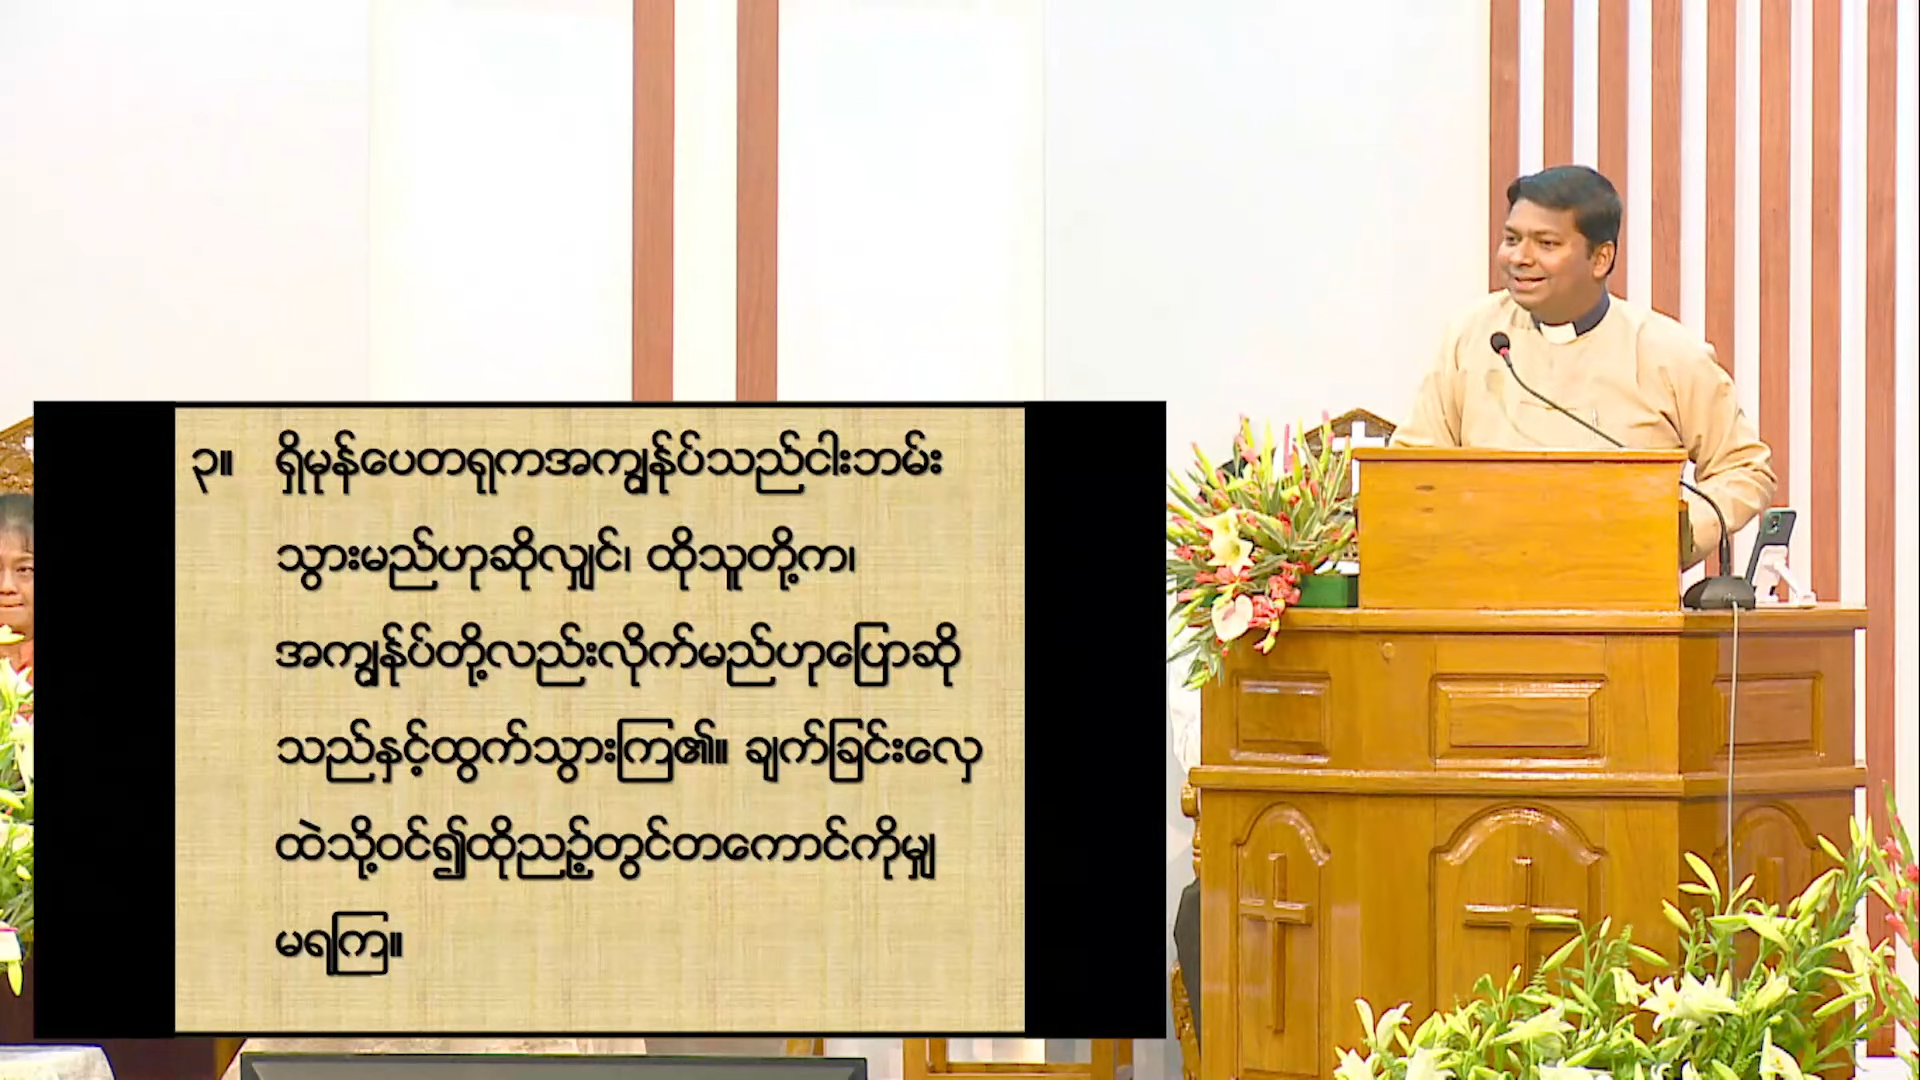 ၃။ ရှိမုန်ပေတရုကအကျွန်ုပ်သည်ငါးဘမ်း
သွားမည်ဟုဆိုလျှင်၊ ထိုသူတို့က၊
အကျွန်ုပ်တို့လည်းလိုက်မည်ဟုပြောဆို
သည်နှင့်ထွက်သွားကြ၏။ ချက်ခြင်းလှေ
ထဲသို့ဝင်၍ထိုညဉ့်တွင်တကောင်ကိုမျှ
မရကြ။